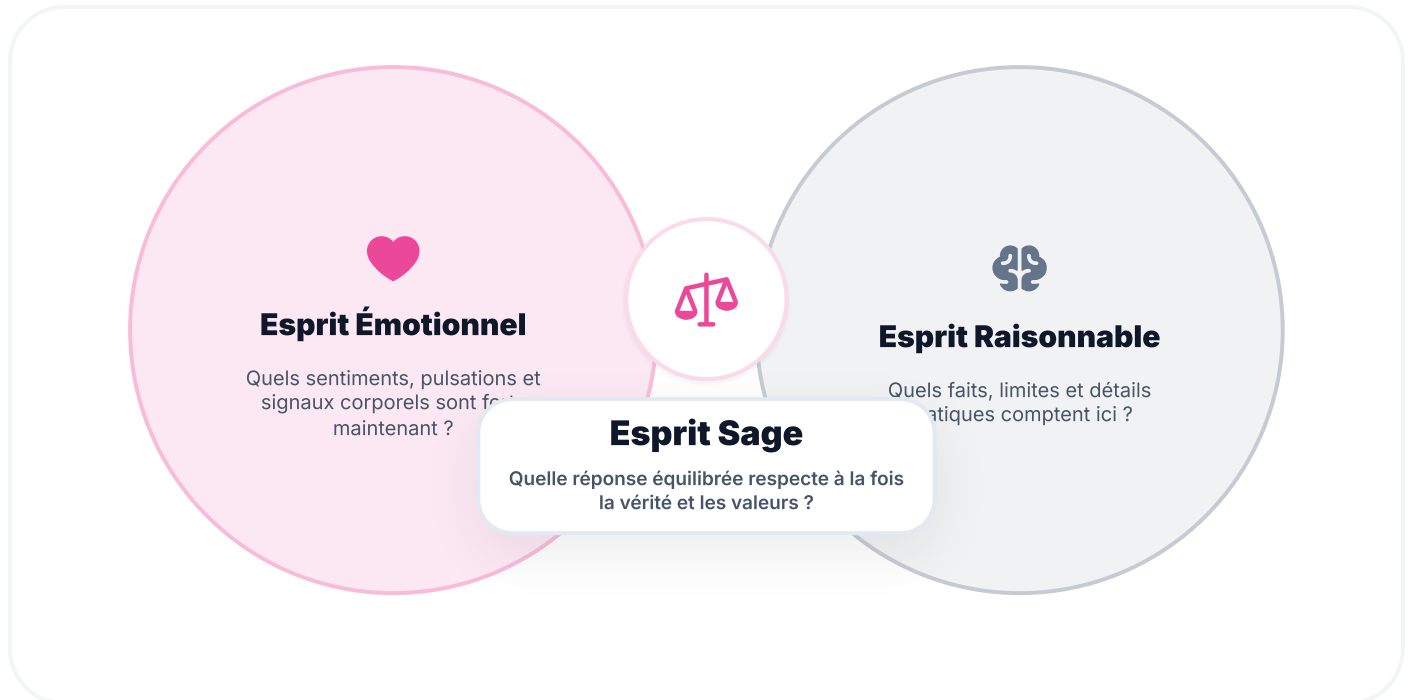 Esprit Émotionnel
Quels sentiments, pulsations et
signaux corporels sont
maintenant ?
Esprit Raisonnable
Quels faits, limites et détails
comptent ici ?
Esprit Sage
Quelle réponse équilibrée respecte à la fois
la vérité et les valeurs ?